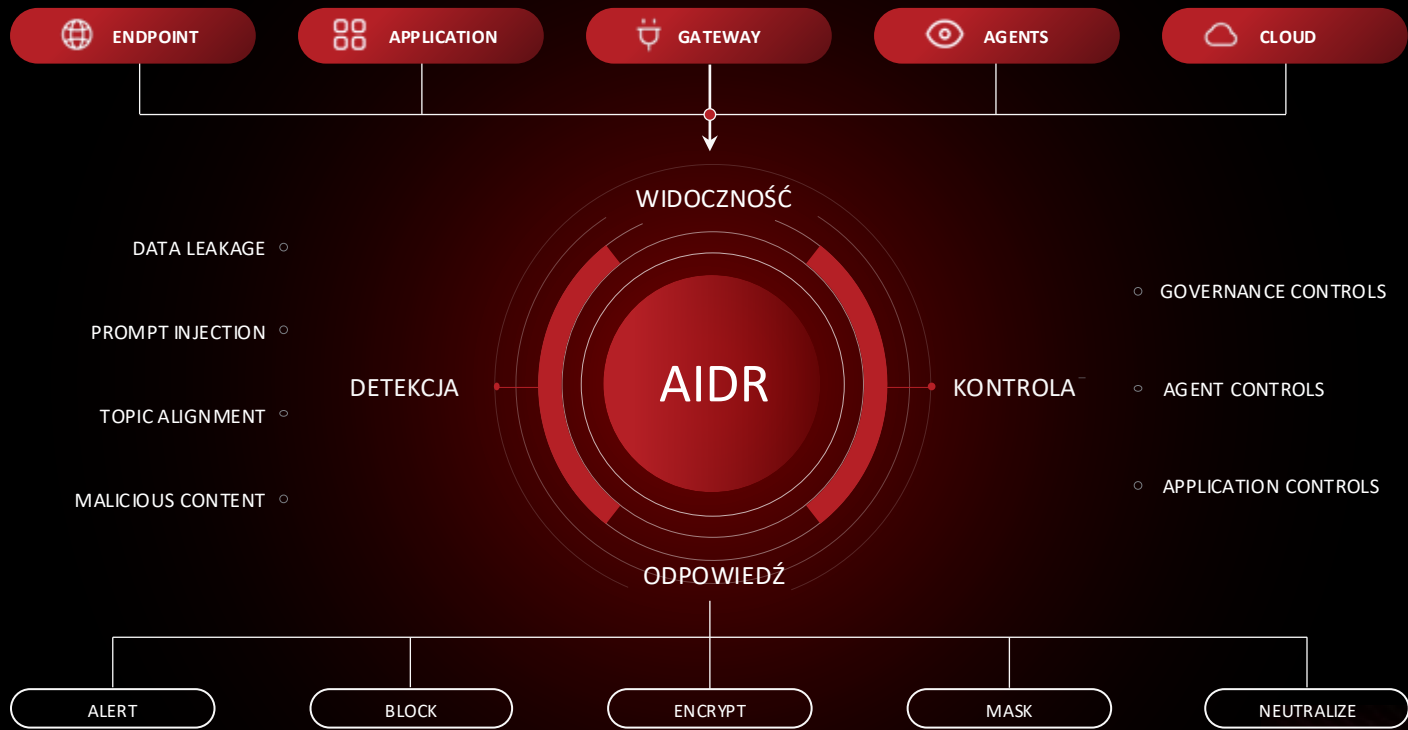 ENDPOINT
APPLICATION
GATEWAY
AGENTS
CLOUD
WIDOCZNOŚĆ
DATA LEAKAGE
PROMPT INJECTION
TOPIC ALIGNMENT
MALICIOUS CONTENT
DETEKCJA
AIDR
KONTROLA
GOVERNANCE CONTROLS
AGENT CONTROLS
APPLICATION CONTROLS
ODPOWIEDŹ
ALERT
BLOCK
ENCRYPT
MASK
NEUTRALIZE